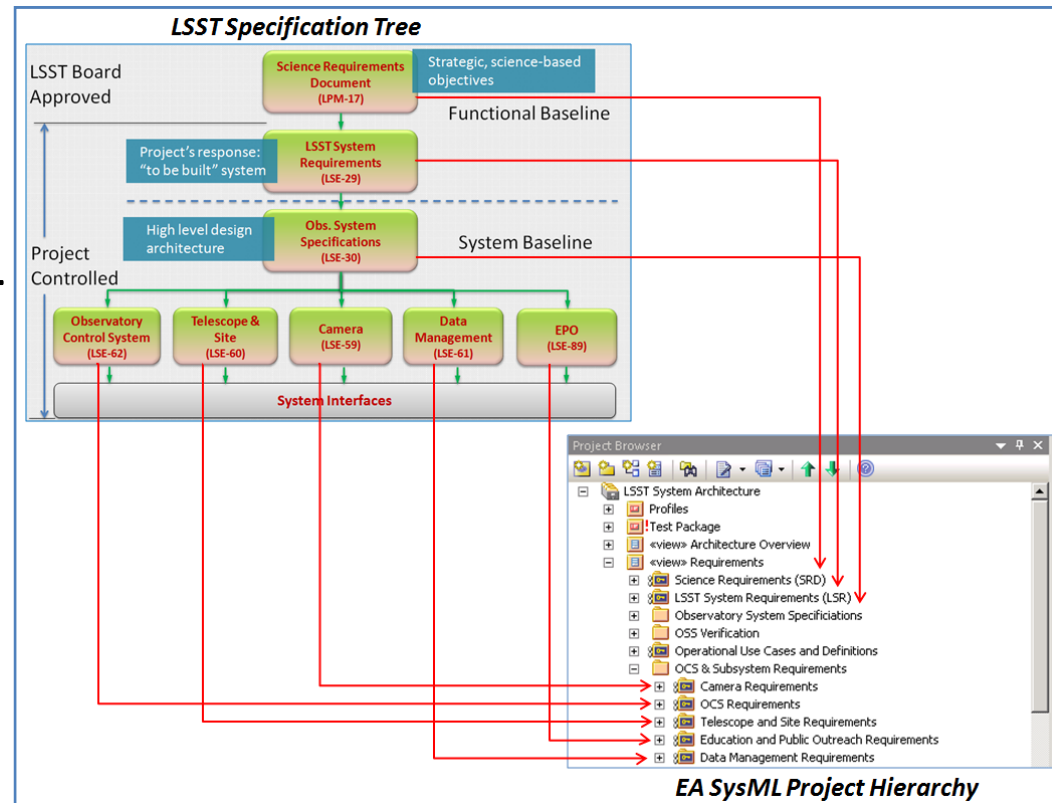 LSST Specification Tree
LSST Board
Approved
Science Requirements
Document
(LPM-17)
Strategic, science-based
objectives
Functional Baseline
Project's response:
"to be built" system
LSST System
Requirements
(LSE-29)
High level design
architecture
Obs. System
Specifications
(LSE-30)
System Baseline
Project
Controlled
Observatory
Control System
(LSE-62)
Telescope &
Site
(LSE-60)
Camera
(LSE-59)
Data
Management
(LSE-61)
EPO
(LSE-89)
System Interfaces
Project Browser
LSST System Architecture
Profiles
!Test Package
«view» Architecture Overview
«view» Requirements
Science Requirements (SRD)
LSST System Requirements (LSR)
Observatory System Specificiations
OSS Verification
Operational Use Cases and Definitions
OCS & Subsystem Requirements
Camera Requirements
OCS Requirements
Telescope and Site Requirements
Education and Public Outreach Requirements
Data Management Requirements
EA SysML Project Hierarchy